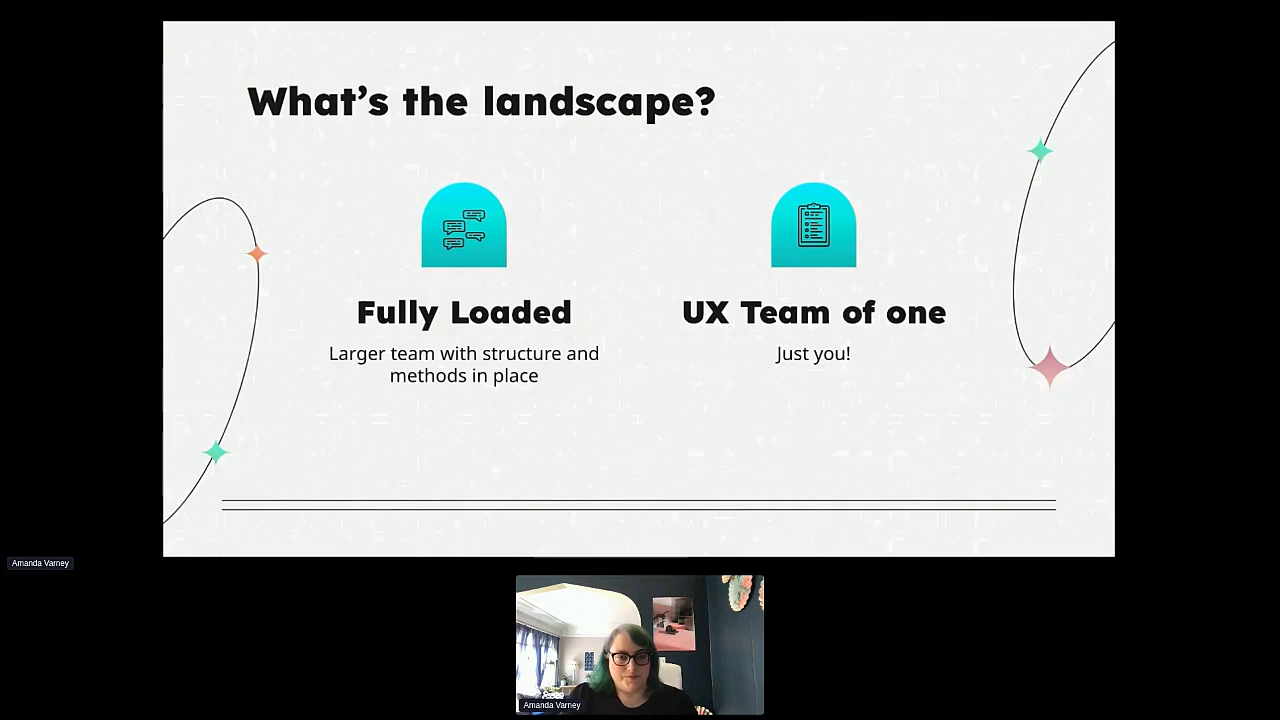 What's the landscape?
Fully Loaded
Larger team with structure and
methods in place
UX Team of one
Just you!
Amanda Varney
Amanda Varney